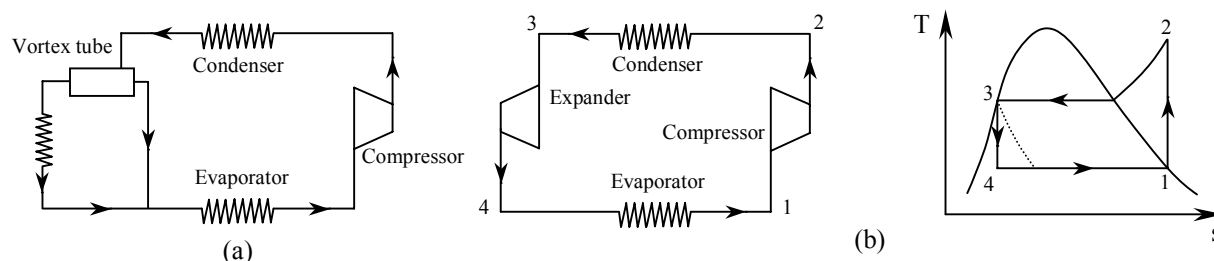 Vortex tube
Condenser
Compressor
Evaporator
(a)
3
2
Condenser
Expander
Compressor
Evaporator
4
1
(b)
T
2
3
4
1
s